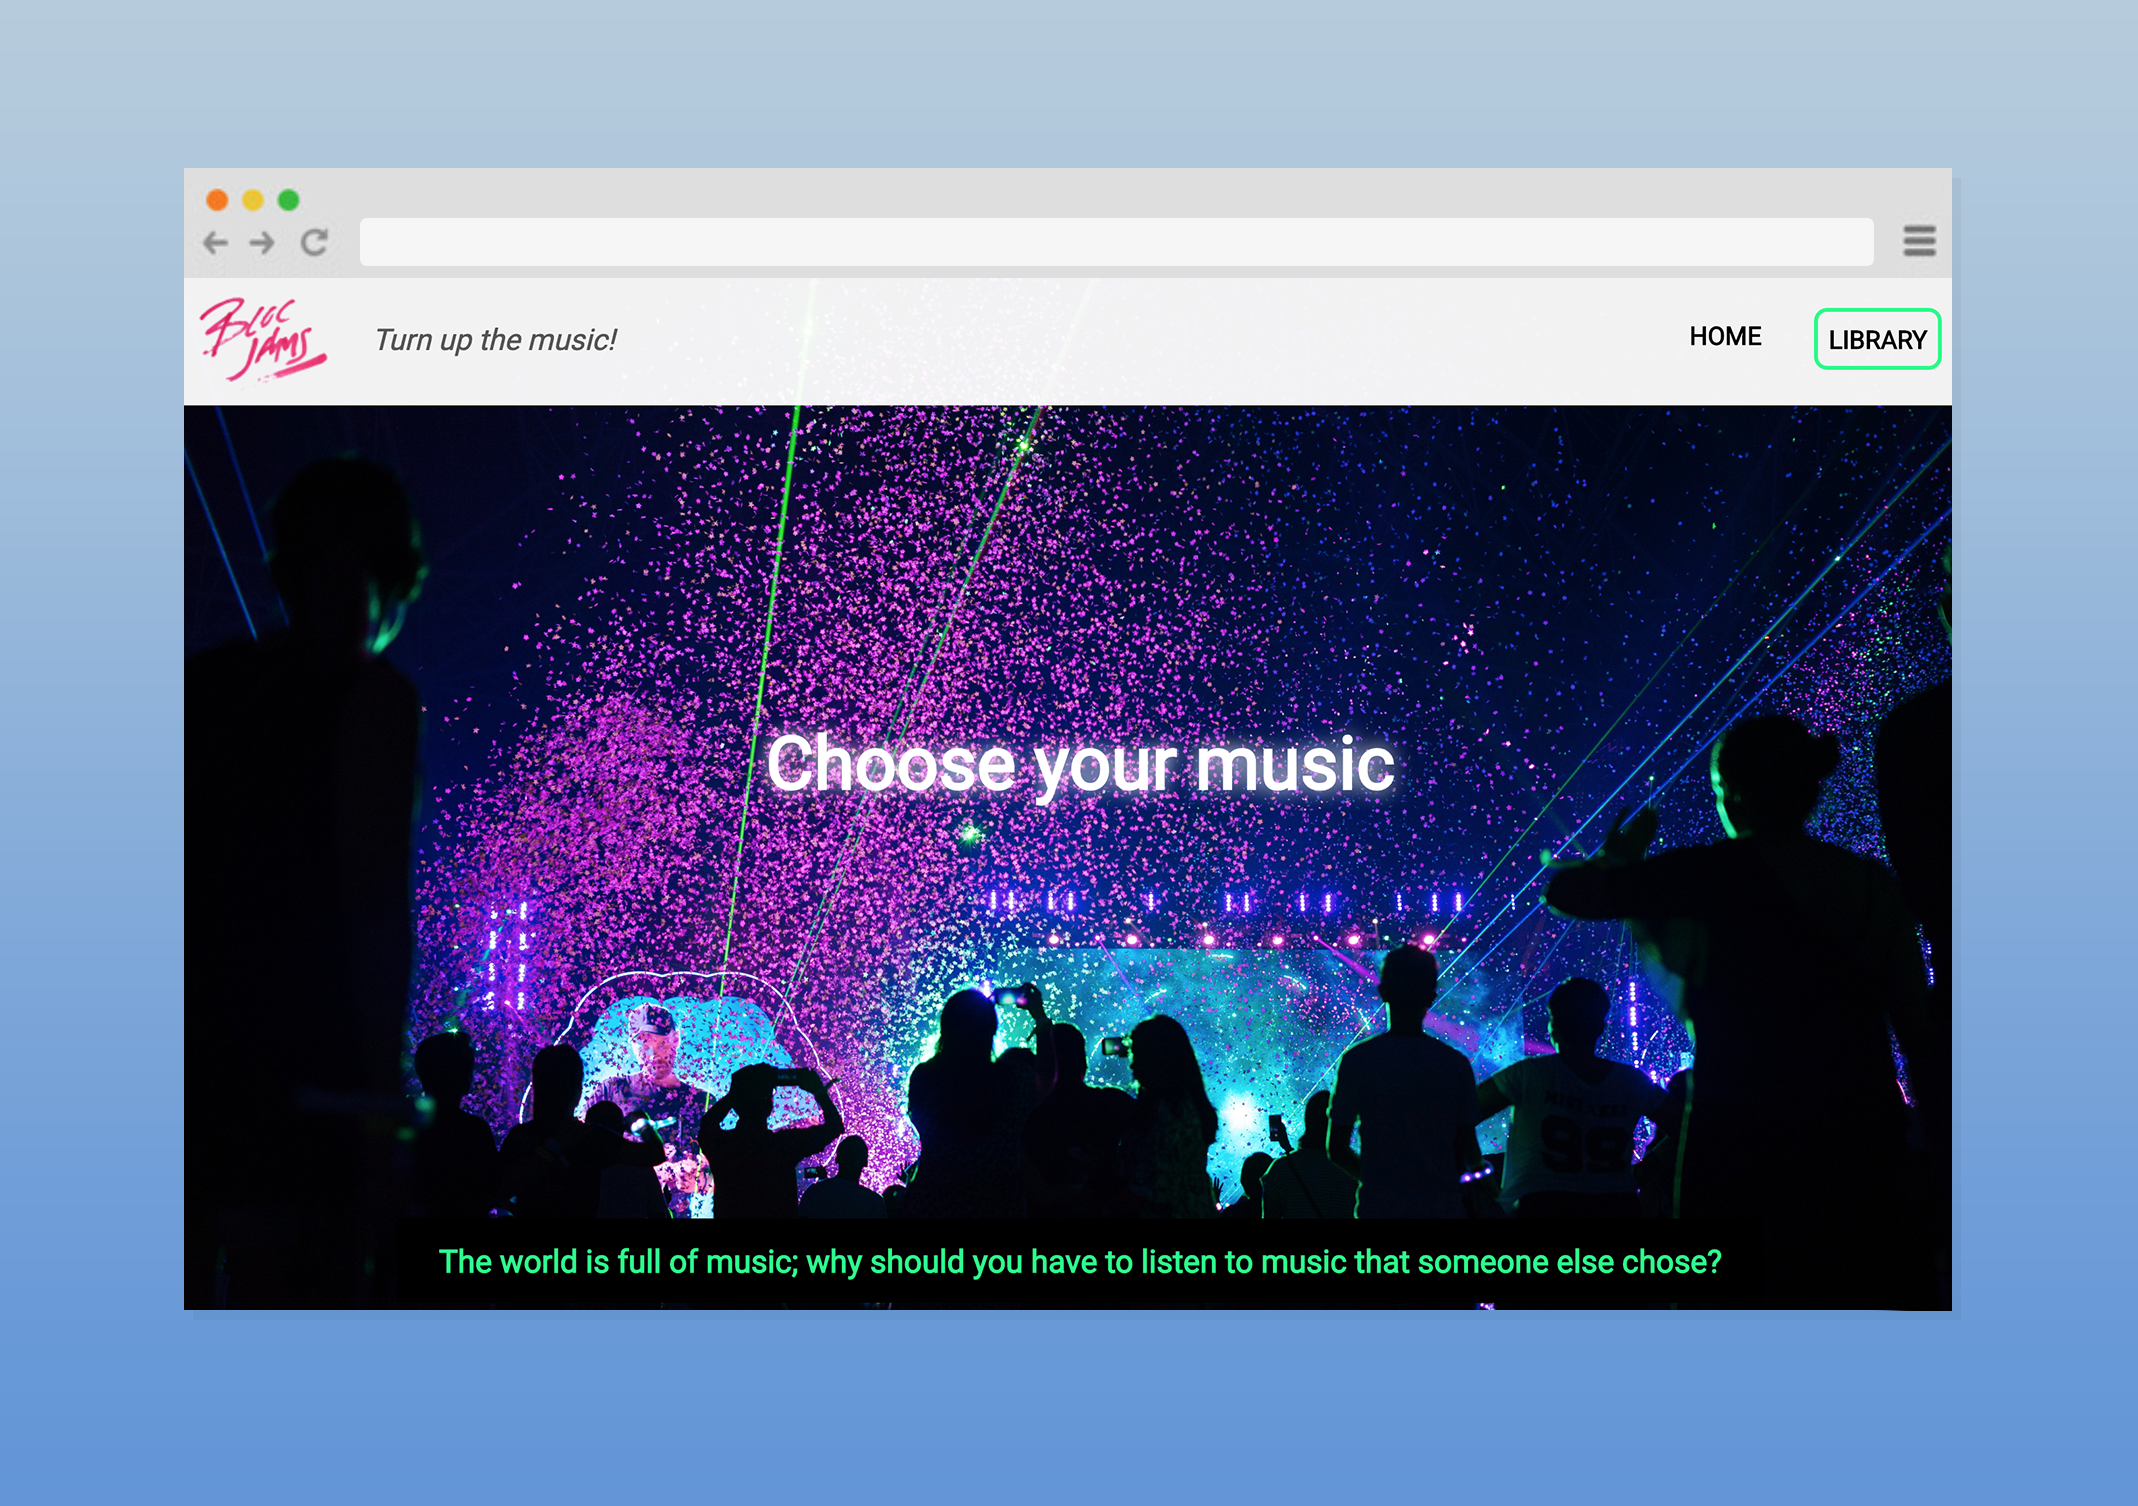 BLOC
JAMS
Turn up the music!
HOME
LIBRARY
Choose your music
99
The world is full of music; why should you have to listen to music that someone else chose?